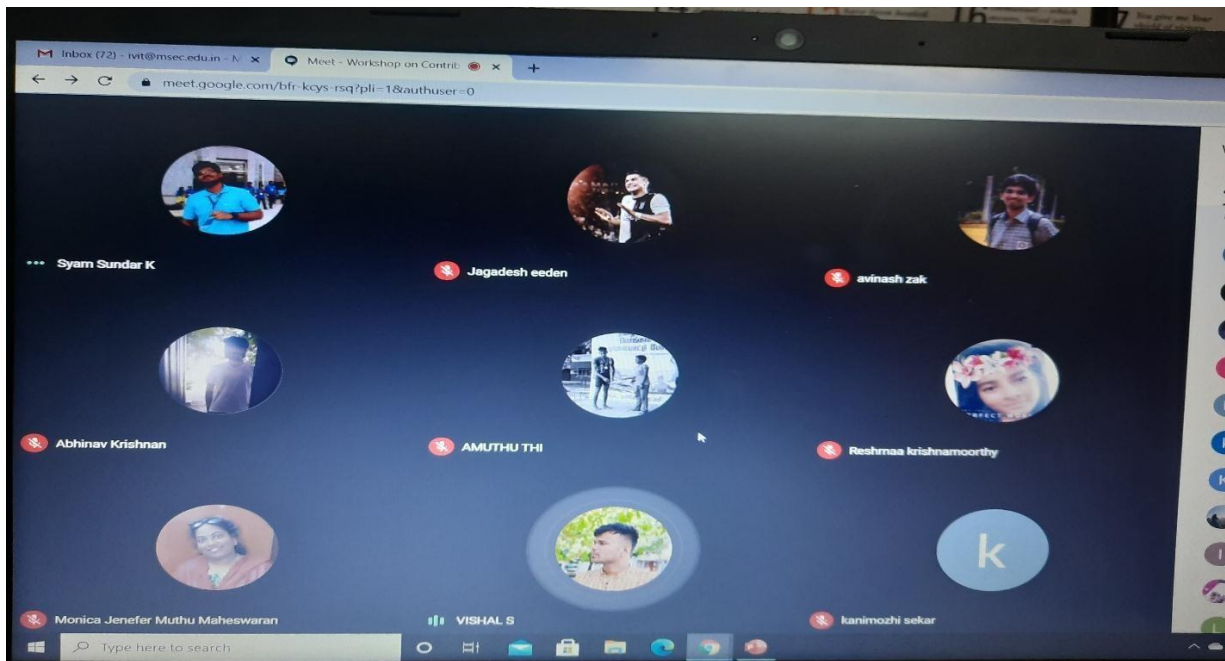 Inbox (72) - ivit@msec.edu.in - M
Meet - Workshop on Contrib
meet.google.com/bfr-kcys-rsq?pli=1&authuser=0
Syam Sundar K
Jagadesh eeden
avinash zak
Abhinav Krishnan
AMUTHU THI
Reshmaa krishnamoorthy
k
Monica Jenefer Muthu Maheswaran
VISHAL S
kanimozhi sekar
Type here to search